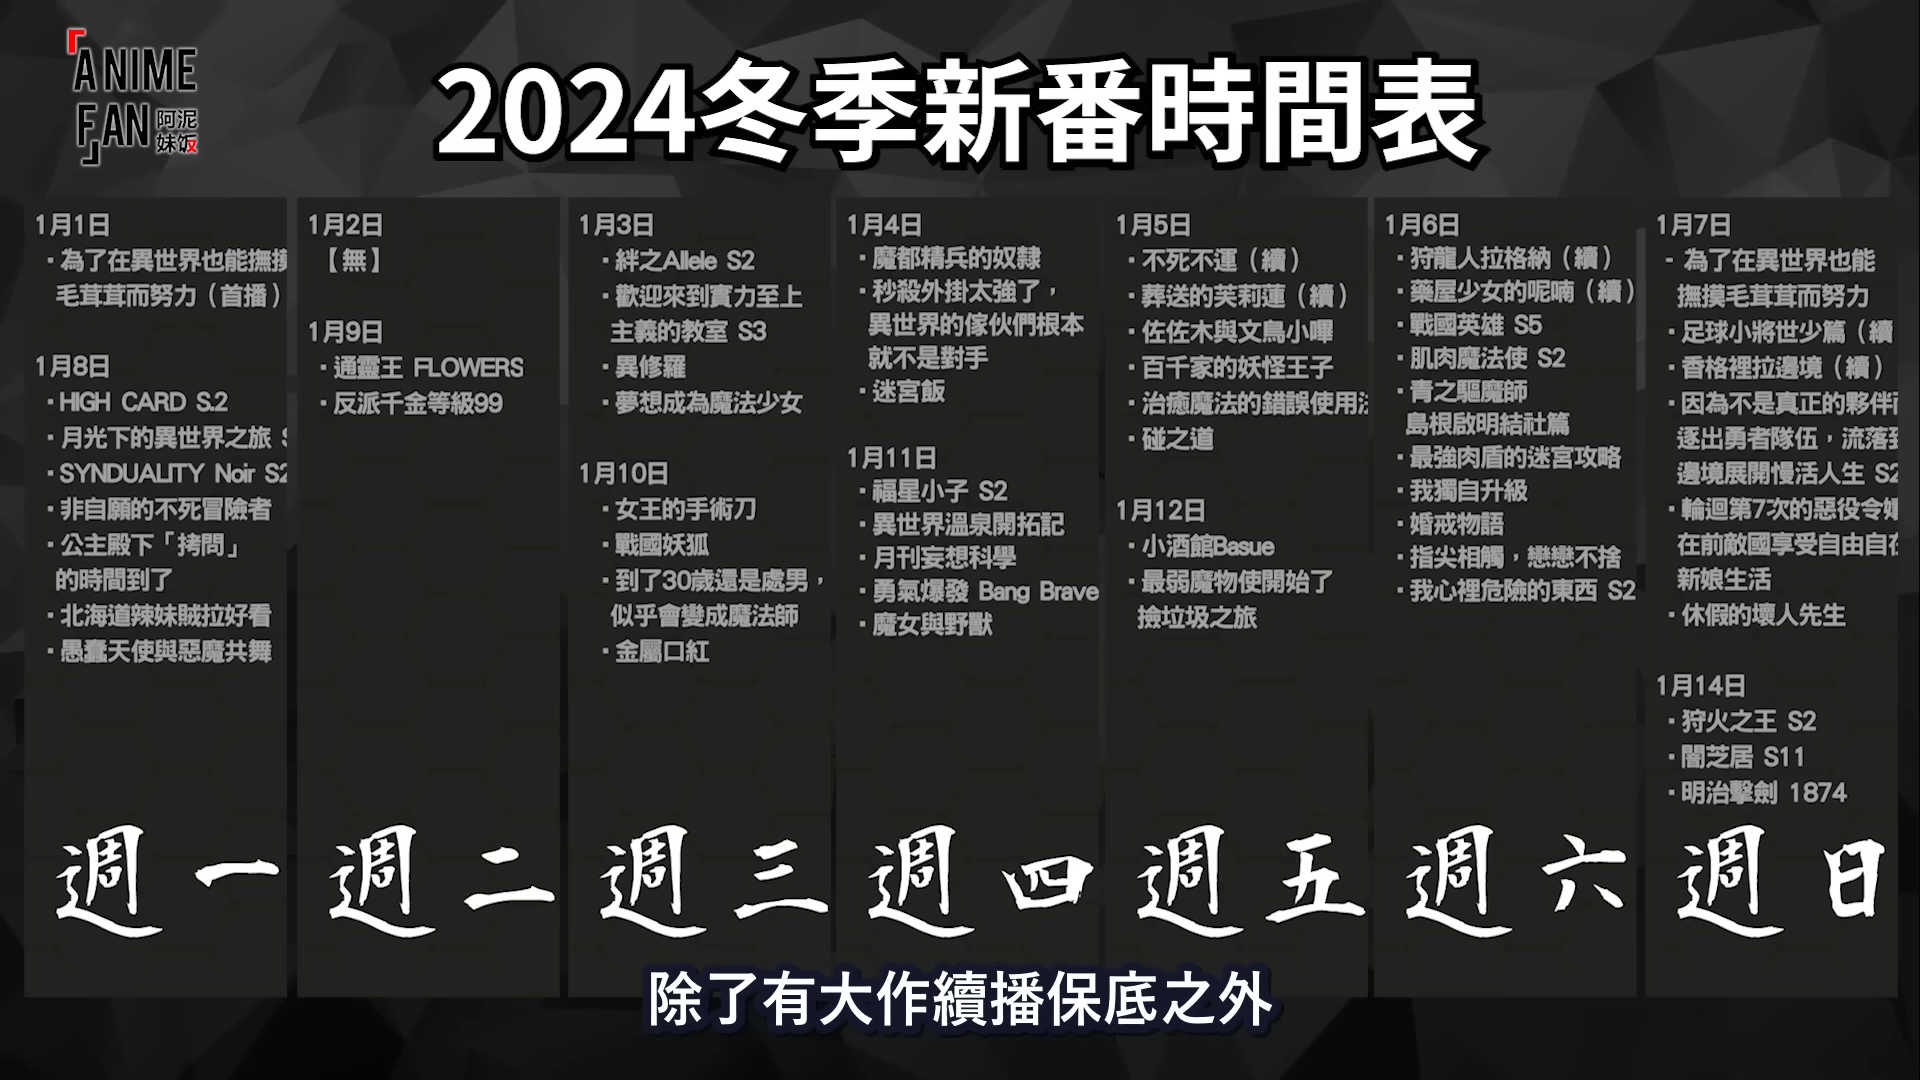 「ANIME
FAN 阿泥
妹饭」
2024冬季新番時間表
1月1日
·為了在異世界也能撫摸
毛茸茸而努力（首播）
1月8日
·HIGH CARD S.2
·月光下的異世界之旅
·SYNDUALITY Noir S2
·非自願的不死冒險者
·公主殿下「拷問」
的時間到了
·北海道辣妹賊拉好看
·愚蠢天使與惡魔共舞
週一
1月2日
【無】
1月9日
·通靈王 FLOWERS
·反派千金等級99
週二
1月3日
·絆之Allele S2
·歡迎來到實力至上
主義的教室 S3
·異修羅
·夢想成為魔法少女
1月10日
·女王的手術刀
·戰國妖狐
·到了30歲還是處男，
似乎會變成魔法師
·金屬口紅
週三
1月4日
·魔都精兵的奴隸
·秒殺外掛太強了，
異世界的傢伙們根本
就不是對手
·迷宮飯
1月11日
·福星小子 S2
·異世界溫泉開拓記
·月刊妄想科學
·勇氣爆發 Bang Brave
·魔女與野獸
週四
1月5日
·不死不運（續）
·葬送的芙莉蓮（續）
·佐佐木與文鳥小嗶
·百千家的妖怪王子
·治癒魔法的錯誤使用法
·碰之道
1月12日
·小酒館Basue
·最弱魔物使開始了
撿垃圾之旅
週五
1月6日
·狩龍人拉格納（續）
·藥屋少女的呢喃（續）
·戰國英雄 S5
·肌肉魔法使 S2
·青之驅魔師
島根啟明結社篇
·最強肉盾的迷宮攻略
·我獨自升級
·婚戒物語
·指尖相觸，戀戀不捨
·我心裡危險的東西 S2
週六
1月7日
- 為了在異世界也能
撫摸毛茸茸而努力
·足球小將世少篇（續
·香格裡拉邊境（續）
·因為不是真正的夥伴而
逐出勇者隊伍，流落到
邊境展開慢活人生 S2
·輪迴第7次的惡役令孃
在前敵國享受自由自在
新娘生活
·休假的壞人先生
1月14日
·狩火之王 S2
·闇芝居 S11
·明治擊劍 1874
週日
除了有大作續播保底之外